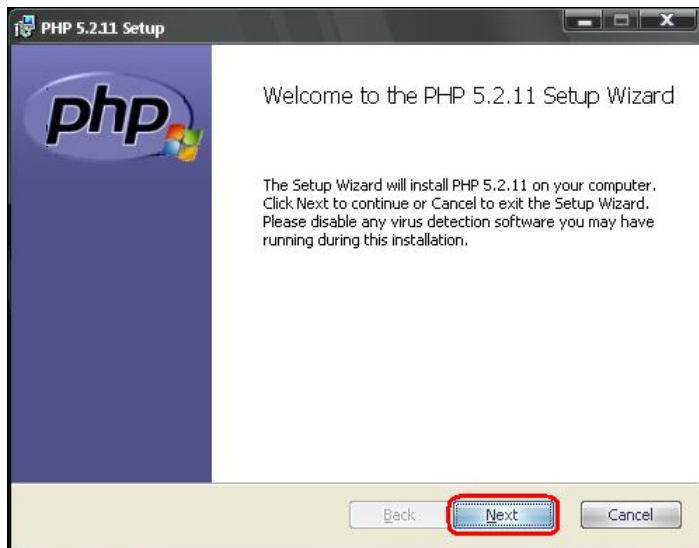 PHP 5.2.11 Setup
php
Welcome to the PHP 5.2.11 Setup Wizard
The Setup Wizard will install PHP 5.2.11 on your computer.
Click Next to continue or Cancel to exit the Setup Wizard.
Please disable any virus detection software you may have
running during this installation.
Back
Next
Cancel